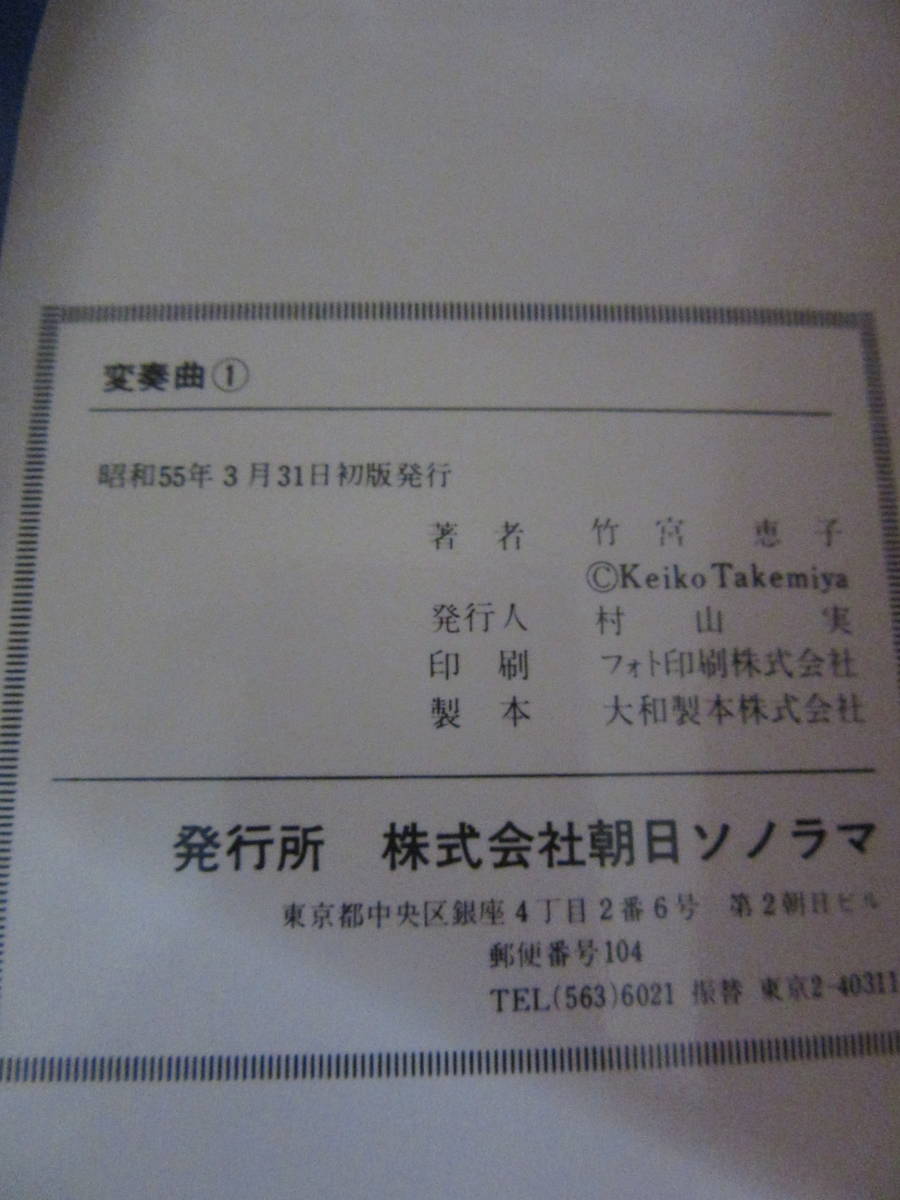 変奏曲①
昭和55年3月31日初版発行
著者 竹宮恵子
©Keiko Takemiya
発行人 村山実
印刷 フォト印刷株式会社
製本 大和製本株式会社
発行所 株式会社朝日ソノラマ
東京都中央区銀座4丁目2番6号 第2朝日ビル
郵便番号104
TEL(563)6021 振替 東京2-40311